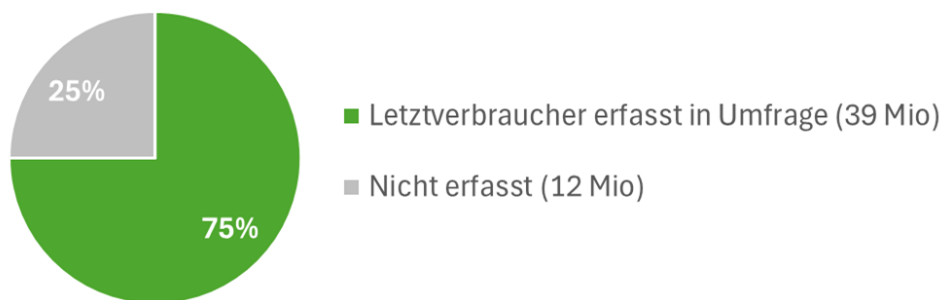 25%
Letztverbraucher erfasst in Umfrage (39 Mio)
Nicht erfasst (12 Mio)
75%